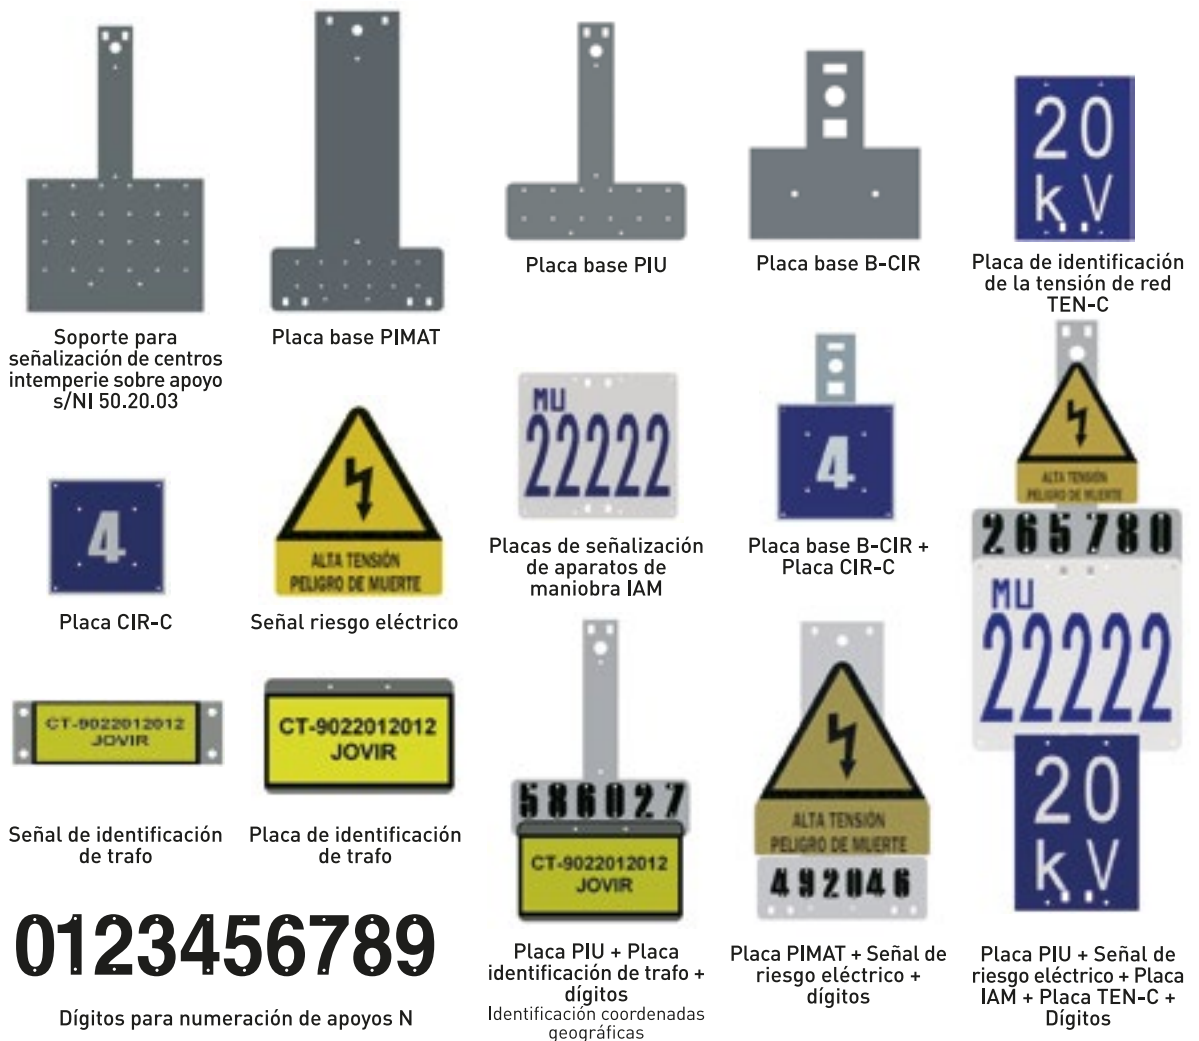 20
kV
Placa base PIU
Placa base B-CIR
Placa de identificación
de la tensión de red
TEN-C
Soporte para
señalización de centros
intemperie sobre apoyo
s/NI 50.20.03
Placa base PIMAT
MU
22222
4
ALTA TENSIÓN
PELIGRO DE MUERTE
265780
4
ALTA TENSIÓN
PELIGRO DE MUERTE
Placas de señalización
de aparatos de
maniobra IAM
Placa base B-CIR +
Placa CIR-C
MU
22222
Placa CIR-C
Señal riesgo eléctrico
CT-9022012012
JOVIR
CT-9022012012
JOVIR
586027
CT-9022012012
JOVIR
ALTA TENSIÓN
PELIGRO DE MUERTE
492046
20
kV
Señal de identificación
de trafo
Placa de identificación
de trafo
0123456789
Dígitos para numeración de apoyos N
Placa PIU + Placa
identificación de trafo +
dígitos
Identificación coordenadas
geográficas
Placa PIMAT + Señal de
riesgo eléctrico +
dígitos
Placa PIU + Señal de
riesgo eléctrico + Placa
IAM + Placa TEN-C +
Dígitos